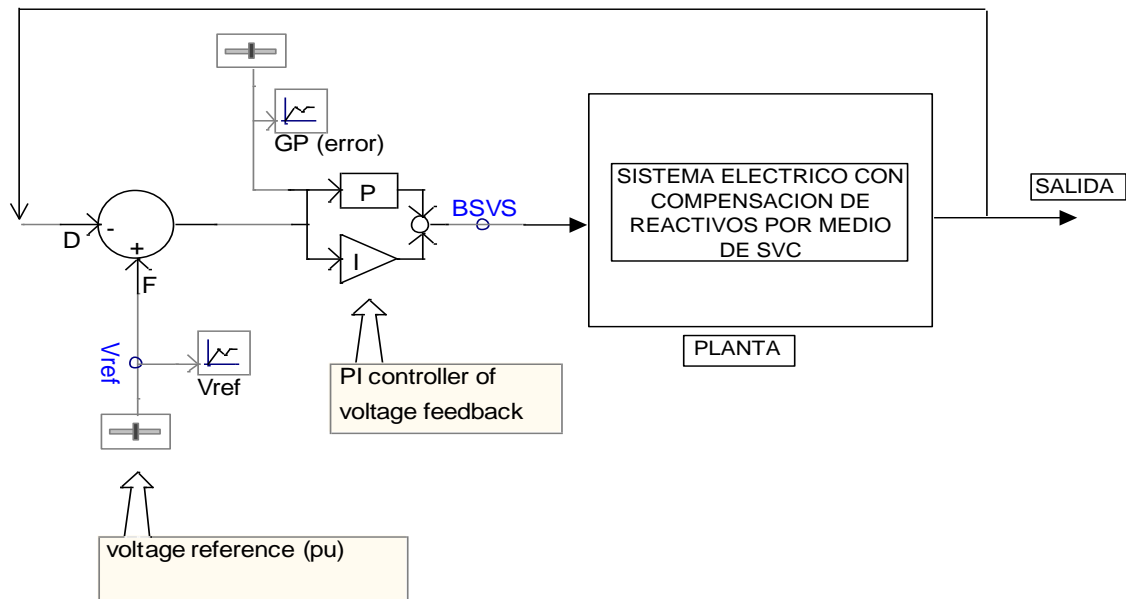 GP (error)
P
I
BSVS
SISTEMA ELECTRICO CON
COMPENSACION DE
REACTIVOS POR MEDIO
DE SVC
SALIDA
D
-
+
F
Vref
Vref
PLANTA
PI controller of
voltage feedback
voltage reference (pu)